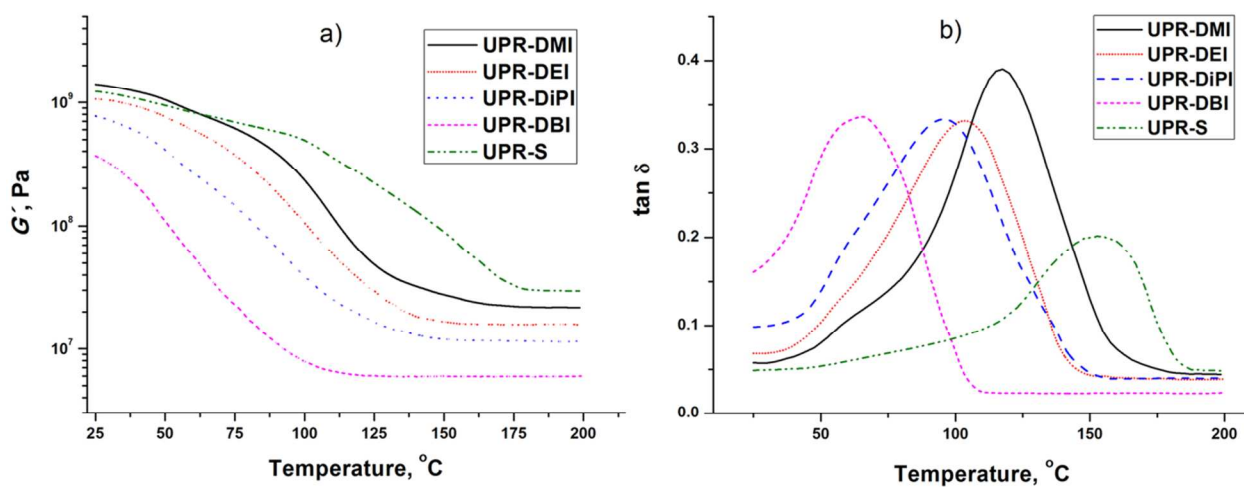 a)
UPR-DMI
UPR-DEI
UPR-DiPI
UPR-DBI
UPR-S
10⁹
10⁸
10⁷
G´, Pa
25 50 75 100 125 150 175 200
Temperature, °C
b)
UPR-DMI
UPR-DEI
UPR-DiPI
UPR-DBI
UPR-S
0.4
0.3
0.2
0.1
0.0
tan δ
50 100 150 200
Temperature, °C